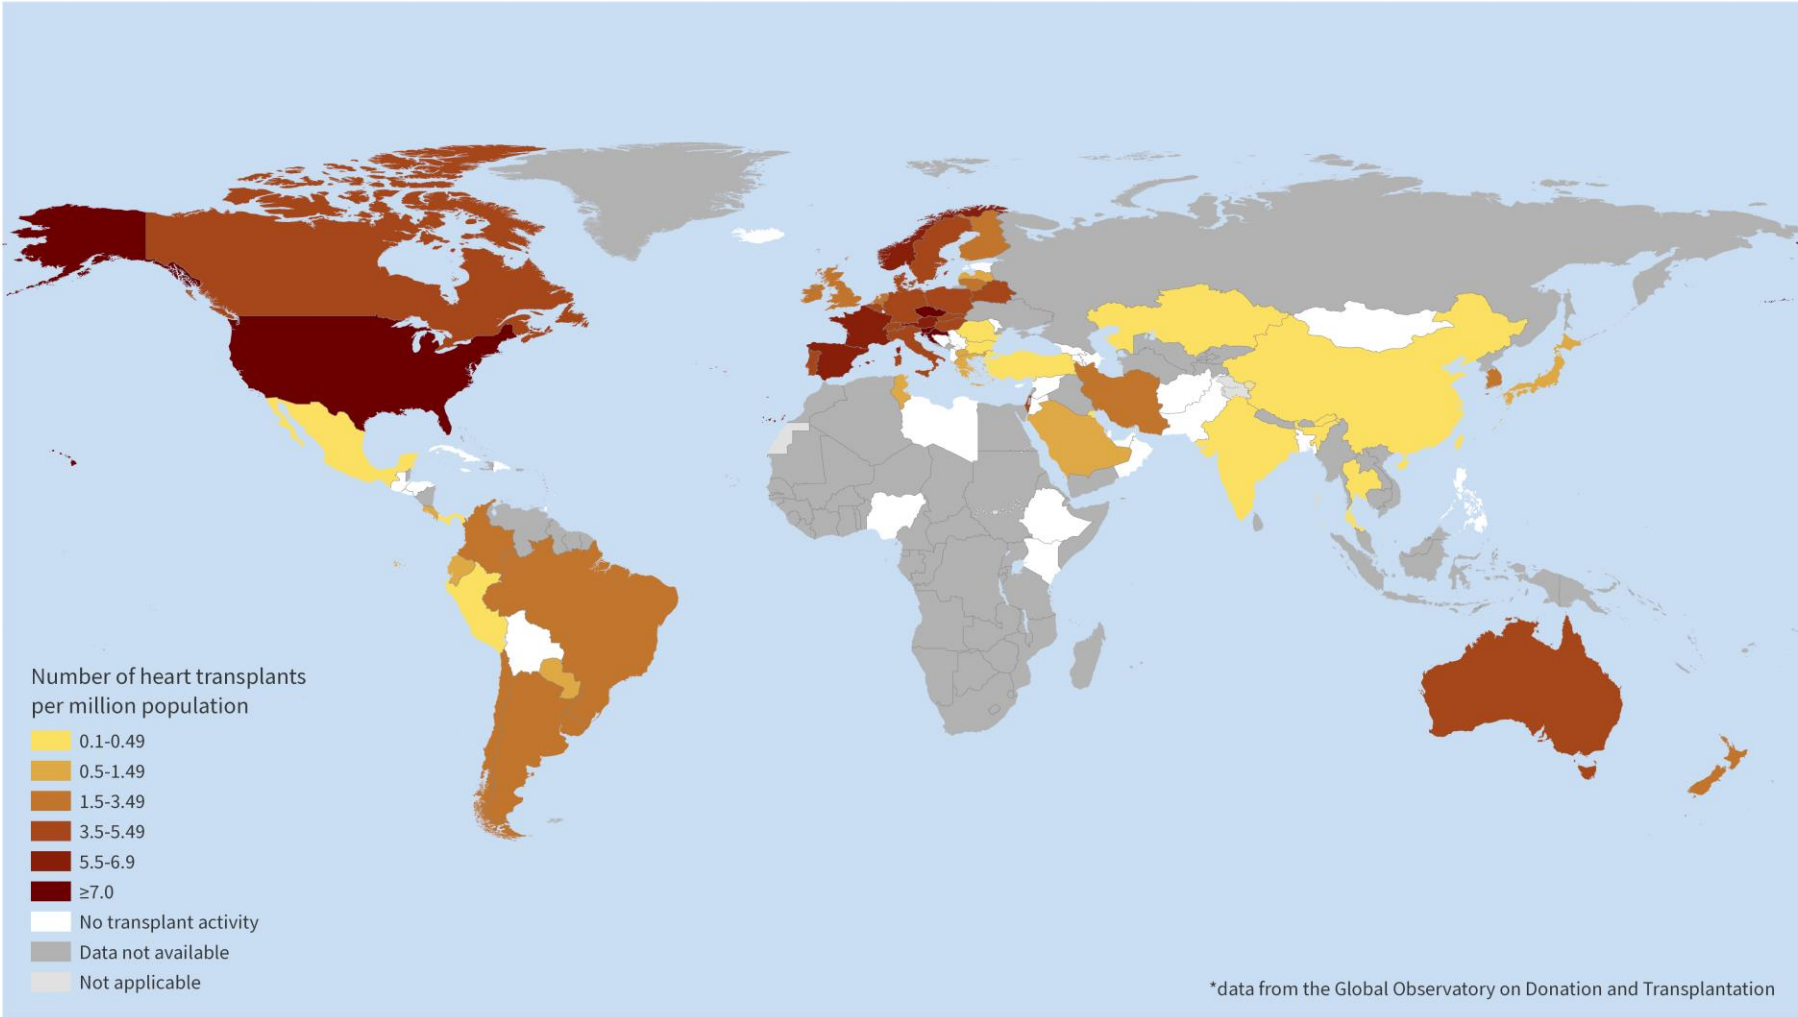 Number of heart transplants
per million population
0.1-0.49
0.5-1.49
1.5-3.49
3.5-5.49
5.5-6.9
≥7.0
No transplant activity
Data not available
Not applicable
*data from the Global Observatory on Donation and Transplantation